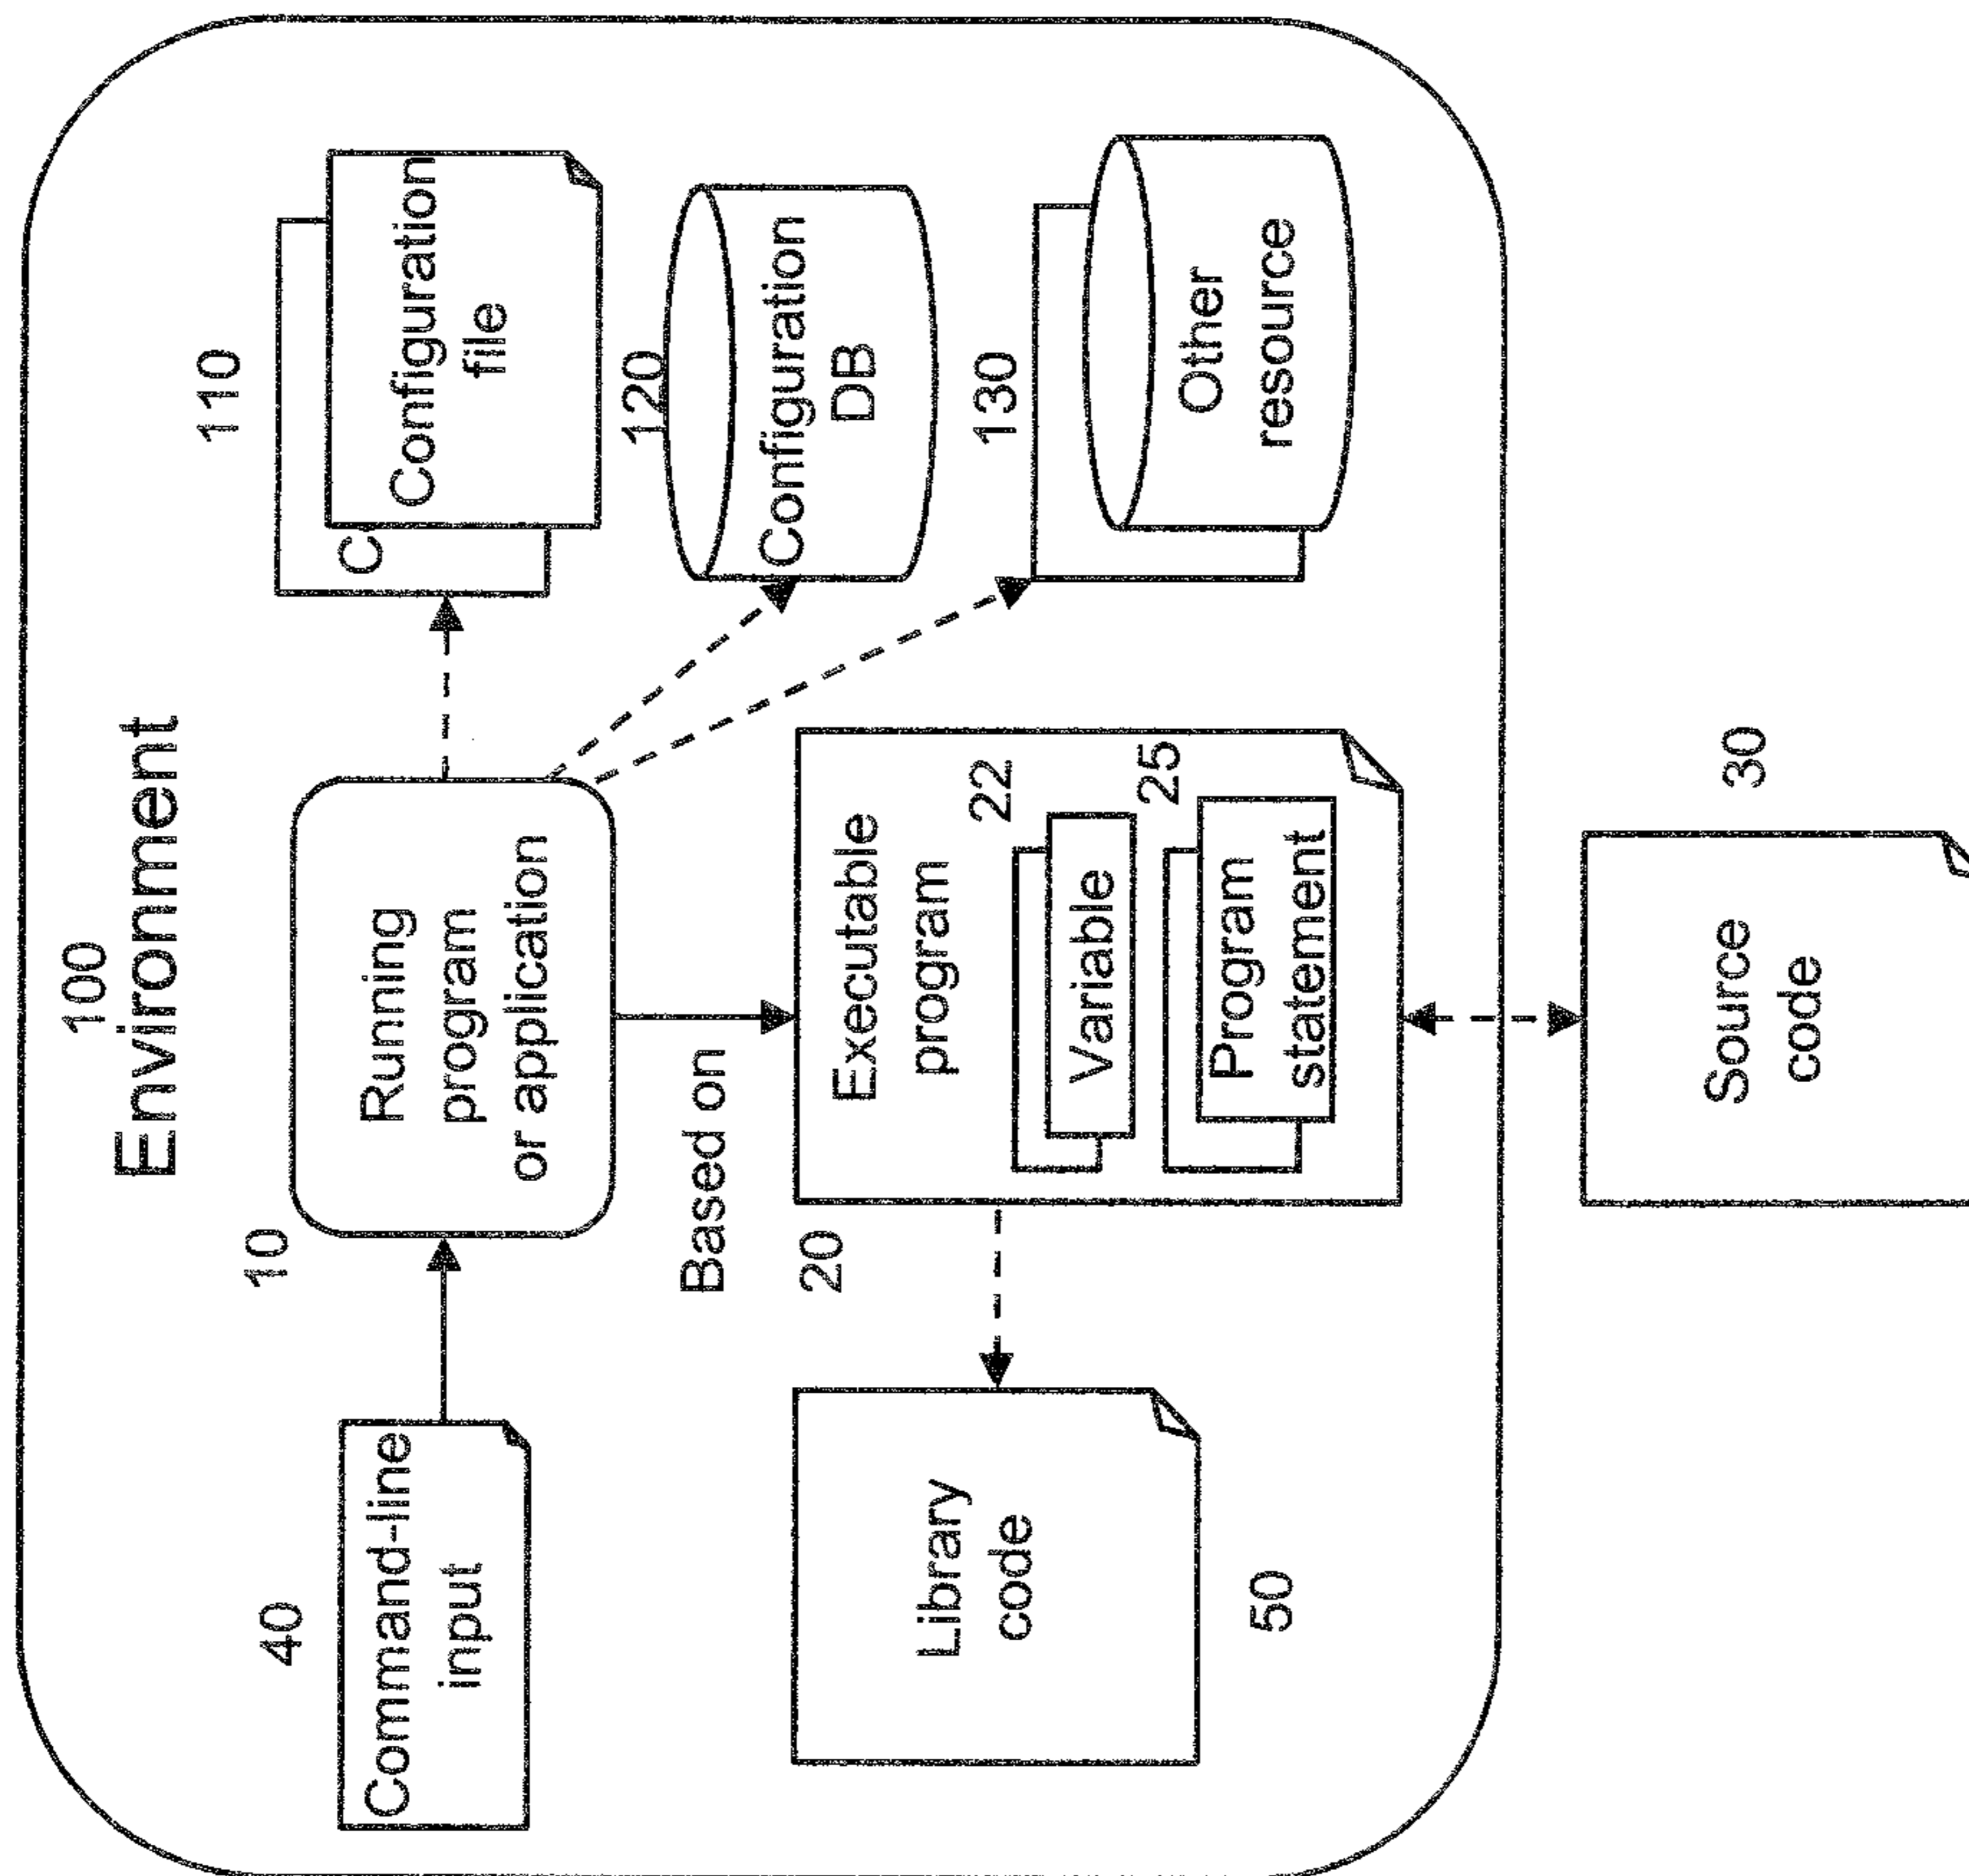 100
Environment
40
Command-line
input
10
Running
program
or application
110
C
Configuration
file
120
Configuration
DB
130
Other
resource
Based on
20
Executable
program
22
Variable
25
Program
statement
Library
code
50
Source
code
30